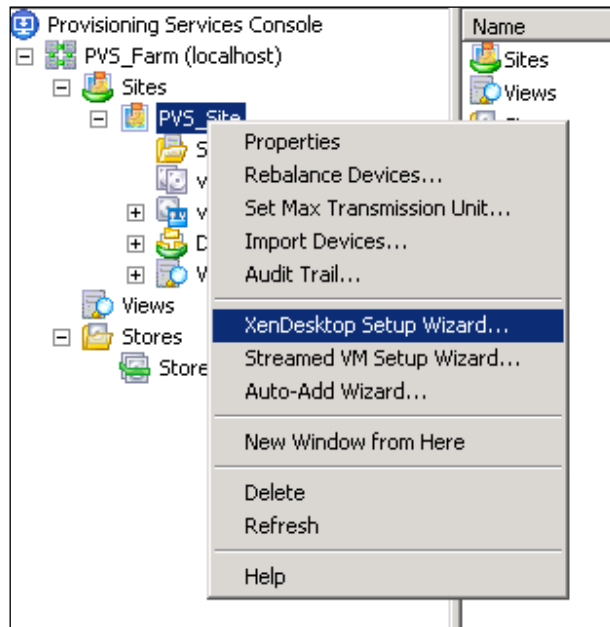 Provisioning Services Console
PVS_Farm (localhost)
Sites
PVS_Site
Views
Stores
Store
Name
Sites
Views
Properties
Rebalance Devices...
Set Max Transmission Unit...
Import Devices...
Audit Trail...
XenDesktop Setup Wizard...
Streamed VM Setup Wizard...
Auto-Add Wizard...
New Window from Here
Delete
Refresh
Help